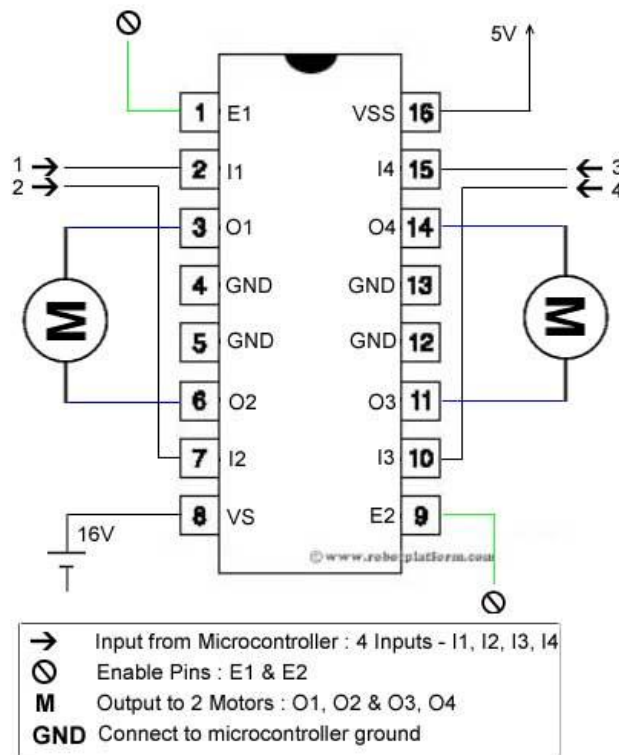 5V
1 E1 VSS 16
1 → 2 I1 I4 15 ← 3
2 → ← 4
3 O1 O4 14
4 GND GND 13
M M
5 GND GND 12
6 O2 O3 11
7 I2 I3 10
8 VS E2 9
16V
© www.robotplatform.com
→ Input from Microcontroller : 4 Inputs - I1, I2, I3, I4
Enable Pins : E1 & E2
M Output to 2 Motors : O1, O2 & O3, O4
GND Connect to microcontroller ground